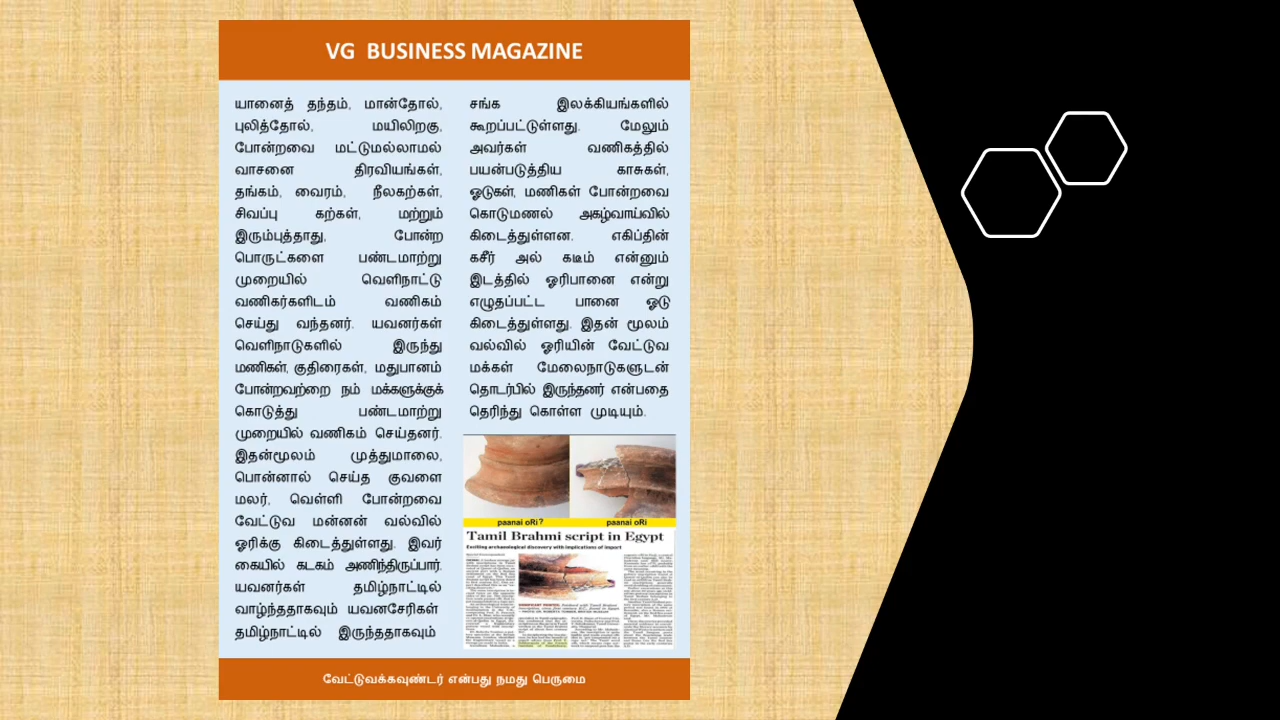 VG BUSINESS MAGAZINE
யானைத் தந்தம், மான்தோல்,
புலித்தோல், மயிலிறகு,
போன்றவை மட்டுமல்லாமல்
வாசனை திரவியங்கள்,
தங்கம், வைரம், நீலகற்கள்,
சிவப்பு கற்கள், மற்றும்
இரும்புத்தாது, போன்ற
பொருட்களை பண்டமாற்று
முறையில் வெளிநாட்டு
வணிகர்களிடம் வணிகம்
செய்து வந்தனர். யவனர்கள்
வெளிநாடுகளில் இருந்து
மணிகள், குதிரைகள், மதுபானம்
போன்றவற்றை நம் மக்களுக்குக்
கொடுத்து பண்டமாற்று
முறையில் வணிகம் செய்தனர்.
இதன்மூலம் முத்துமாலை,
பொன்னால் செய்த குவளை
மலர், வெள்ளி போன்றவை
வேட்டுவ மன்னன் வல்வில்
ஓரிக்கு கிடைத்துள்ளது. இவர்
கையில் கடகம் அணிந்திருப்பார்.
யவனர்கள் தமிழ்நாட்டில்
வாழ்ந்ததாகவும் யவனசேரிகள்
தமிழ்நாட்டில் இருந்ததாகவும்
சங்க இலக்கியங்களில்
கூறப்பட்டுள்ளது. மேலும்
அவர்கள் வணிகத்தில்
பயன்படுத்திய காசுகள்,
ஓடுகள், மணிகள் போன்றவை
கொடுமணல் அகழ்வாய்வில்
கிடைத்துள்ளன. எகிப்தின்
கசீர் அல் கடீம் என்னும்
இடத்தில் ஓரிபானை என்று
எழுதப்பட்ட பானை ஓடு
கிடைத்துள்ளது. இதன் மூலம்
வல்வில் ஓரியின் வேட்டுவ
மக்கள் மேலைநாடுகளுடன்
தொடர்பில் இருந்தனர் என்பதை
தெரிந்து கொள்ள முடியும்.
paanai oRi? paanai oRi
Tamil Brahmi script in Egypt
Exciting archaeological discovery with implications of import
வேட்டுவக்கவுண்டர் என்பது நமது பெருமை